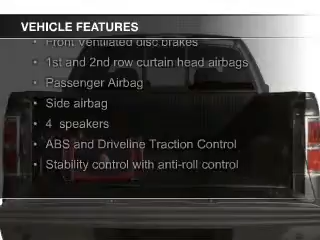 VEHICLE FEATURES
• Front Ventilated disc brakes
• 1st and 2nd row curtain head airbags
• Passenger Airbag
• Side airbag
• 4 speakers
• ABS and Driveline Traction Control
• Stability control with anti-roll control